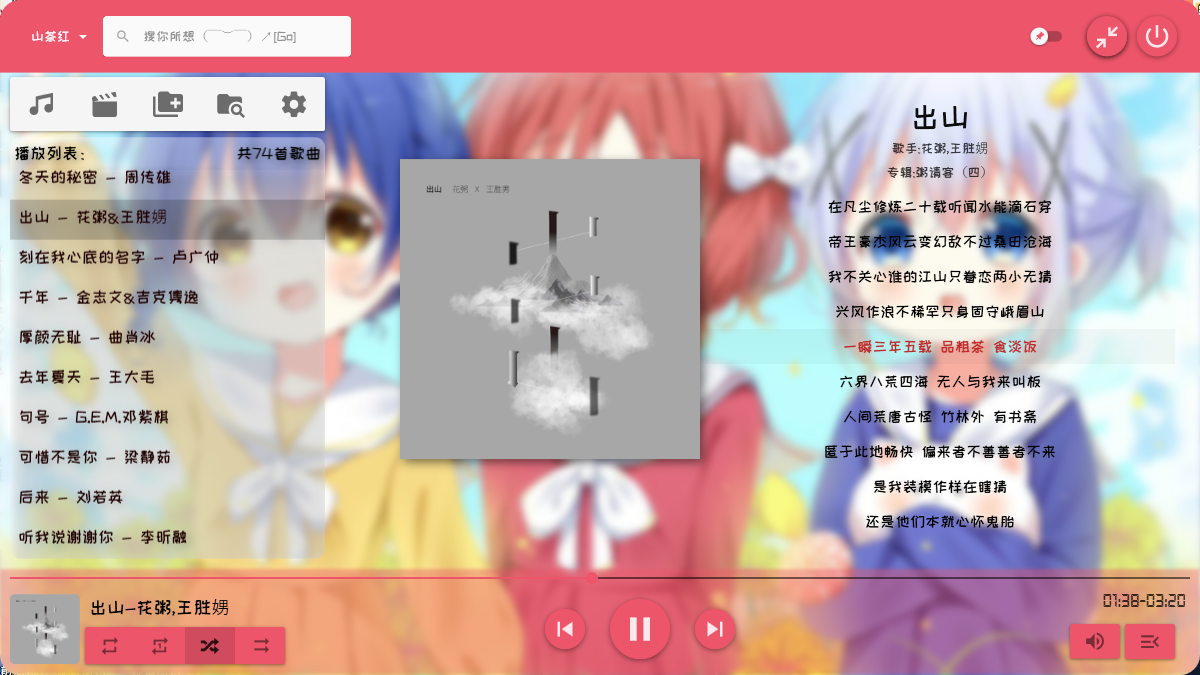 山茶红
搜你所想 (︶) ↗[Go]
播放列表: 共74首歌曲
冬天的秘密 - 周传雄
出山 - 花粥&王胜娚
刻在我心底的名字 - 卢广仲
千年 - 金志文&吉克隽逸
厚颜无耻 - 曲肖冰
去年夏天 - 王大毛
句号 - G.E.M.邓紫棋
可惜不是你 - 梁静茹
后来 - 刘若英
听我说谢谢你 - 李昕融
出山 花粥 X 王胜男
出山
歌手:花粥,王胜娚
专辑:粥请客（四）
在凡尘修炼二十载听闻水能滴石穿
帝王豪杰风云变幻敌不过桑田沧海
我不关心谁的江山只眷恋两小无猜
兴风作浪不稀罕只身固守峨眉山
一瞬三年五载 品粗茶 食淡饭
六界八荒四海 无人与我来叫板
人间荒唐古怪 竹林外 有书斋
匿于此地畅快 偏来者不善善者不来
是我装模作样在瞎猜
还是他们本就心怀鬼胎
出山-花粥,王胜娚
01:38-03:20